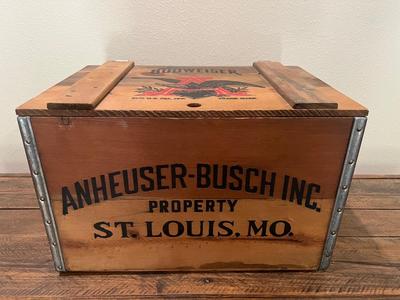 BUDWEISER
ANHEUSER-BUSCH INC.
PROPERTY
ST. LOUIS, MO.